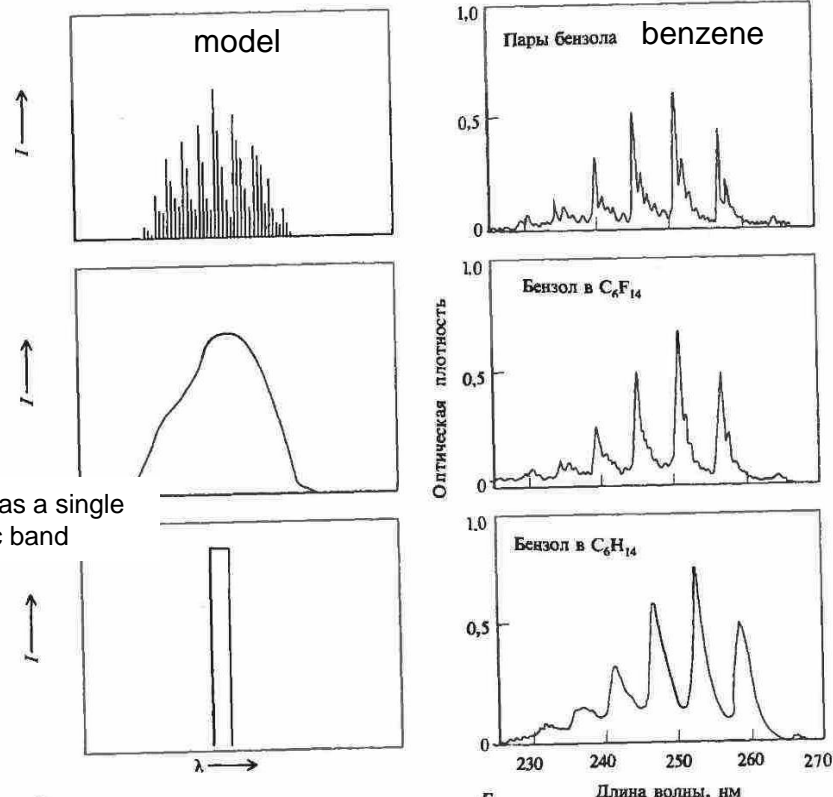 model
I
I
as a single
c band
I
λ
Пары бензола benzene
1,0
0,5
0
Оптическая плотность
Бензол в C₆F₁₄
1.0
0,5
0
Бензол в C₆H₁₄
1.0
0,5
0
230 240 250 260 270
Длина волны, нм